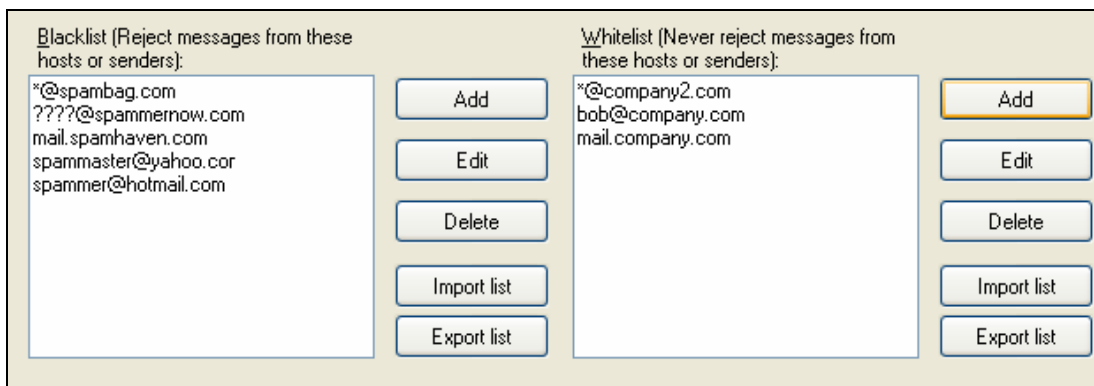 Blacklist (Reject messages from these
hosts or senders):
*@spambag.com
????@spammernow.com
mail.spamhaven.com
spammaster@yahoo.cor
spammer@hotmail.com
Add
Edit
Delete
Import list
Export list
Whitelist (Never reject messages from
these hosts or senders):
*@company2.com
bob@company.com
mail.company.com
Add
Edit
Delete
Import list
Export list